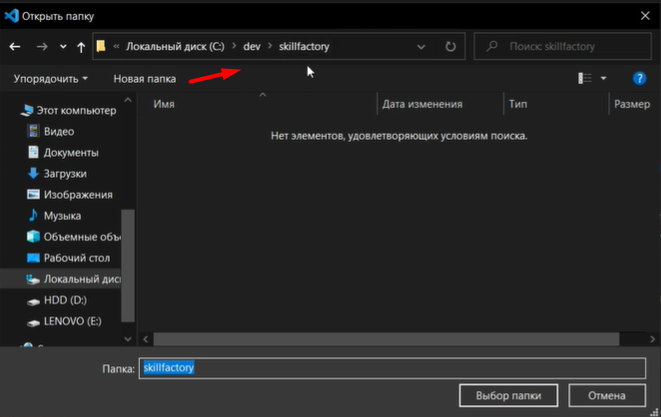 Открыть папку
« Локальный диск (C:) > dev > skillfactory
Поиск: skillfactory
Упорядочить Новая папка ?
Имя Дата изменения Тип Размер
Этот компьютер
Нет элементов, удовлетворяющих условиям поиска.
Видео
Документы
Загрузки
Изображения
Музыка
Объемные объ
Рабочий стол
Локальный диск
HDD (D:)
LENOVO (E:)
Папка: skillfactory
Выбор папки Отмена